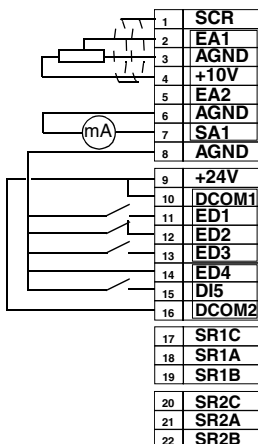 1 SCR
2 EA1
3 AGND
4 +10V
5 EA2
6 AGND
mA
7 SA1
8 AGND
9 +24V
10 DCOM1
11 ED1
12 ED2
13 ED3
14 ED4
15 DI5
16 DCOM2
17 SR1C
18 SR1A
19 SR1B
20 SR2C
21 SR2A
22 SR2B